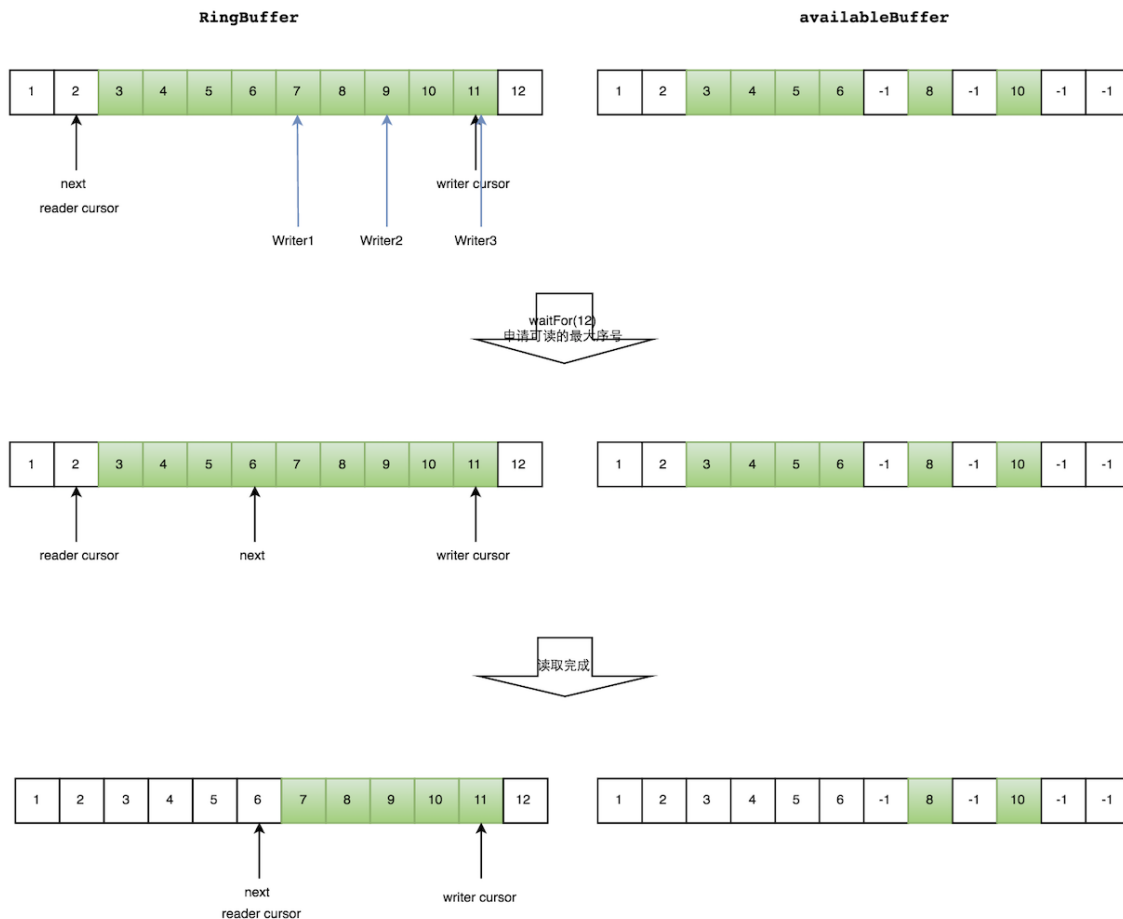 RingBuffer availableBuffer
1 2 3 4 5 6 7 8 9 10 11 12 1 2 3 4 5 6 -1 8 -1 10 -1 -1
next writer cursor
reader cursor
Writer1 Writer2 Writer3
waitFor(12)
申请可读的最大序号
1 2 3 4 5 6 7 8 9 10 11 12 1 2 3 4 5 6 -1 8 -1 10 -1 -1
reader cursor next writer cursor
读取完成
1 2 3 4 5 6 7 8 9 10 11 12 1 2 3 4 5 6 -1 8 -1 10 -1 -1
next writer cursor
reader cursor